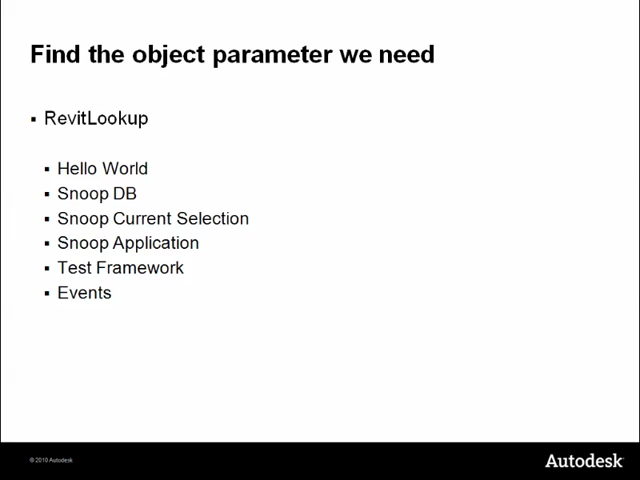 Find the object parameter we need
▪ RevitLookup
▪ Hello World
▪ Snoop DB
▪ Snoop Current Selection
▪ Snoop Application
▪ Test Framework
▪ Events
© 2010 Autodesk
Autodesk